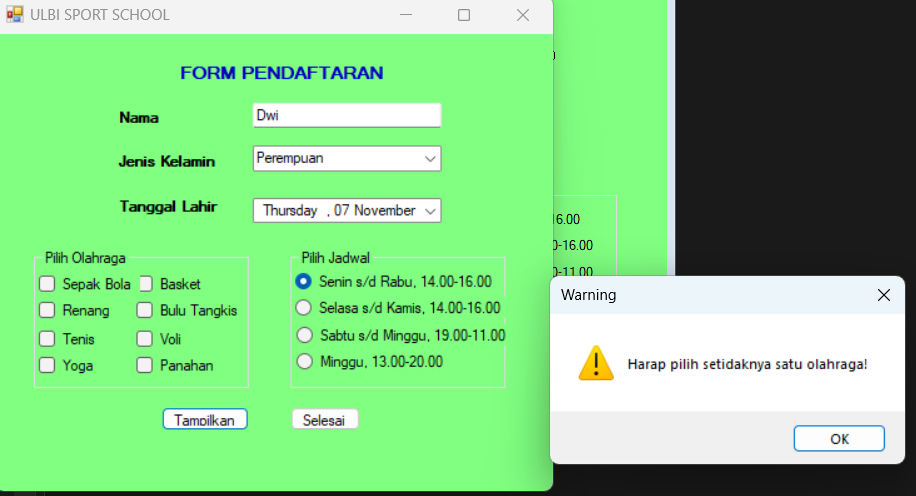 ULBI SPORT SCHOOL
FORM PENDAFTARAN
Nama
Dwi
Jenis Kelamin
Perempuan
Tanggal Lahir
Thursday , 07 November
Pilih Olahraga
Sepak Bola
Basket
Renang
Bulu Tangkis
Tenis
Voli
Yoga
Panahan
Pilih Jadwal
Senin s/d Rabu, 14.00-16.00
Selasa s/d Kamis, 14.00-16.00
Sabtu s/d Minggu, 19.00-11.00
Minggu, 13.00-20.00
Tampilkan
Selesai
16.00
0-16.00
0-11.00
Warning
Harap pilih setidaknya satu olahraga!
OK